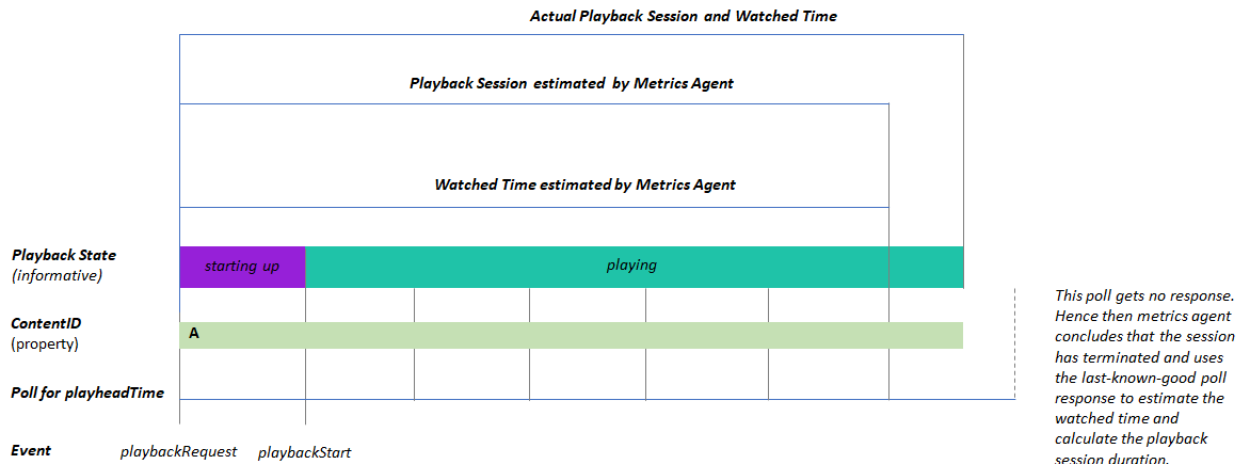 Actual Playback Session and Watched Time
Playback Session estimated by Metrics Agent
Watched Time estimated by Metrics Agent
Playback State
(informative)
starting up
playing
ContentID
(property)
A
Poll for playheadTime
Event
playbackRequest
playbackStart
This poll gets no response.
Hence then metrics agent
concludes that the session
has terminated and uses
the last-known-good poll
response to estimate the
watched time and
calculate the playback
session duration.